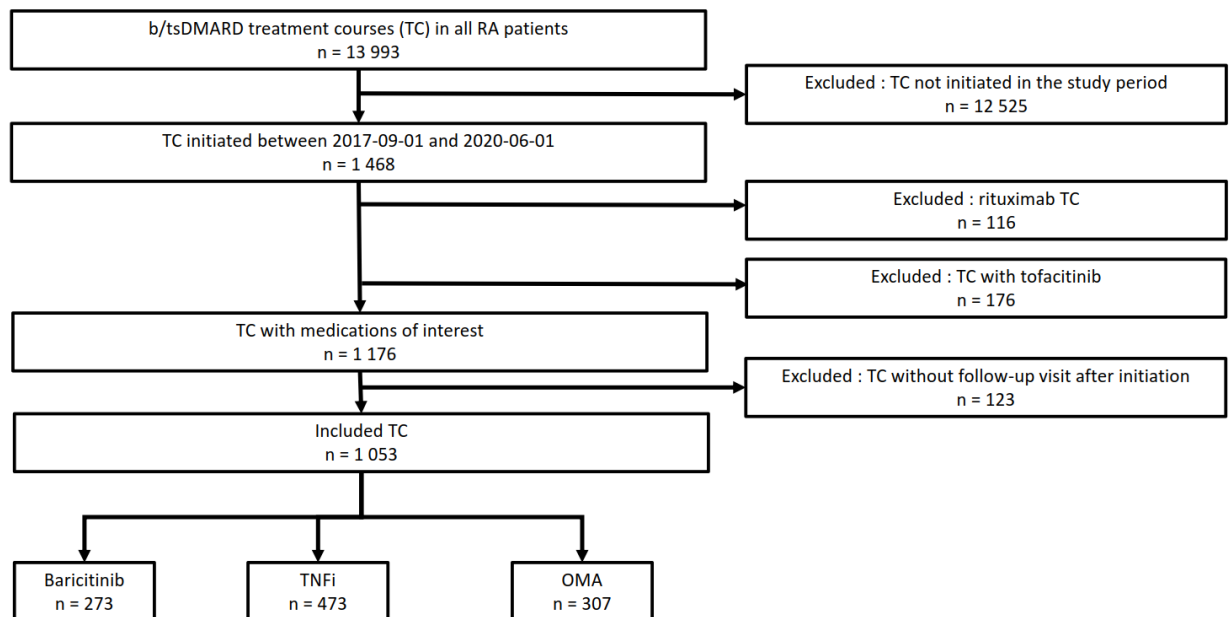 b/tsDMARD treatment courses (TC) in all RA patients
n = 13 993
Excluded : TC not initiated in the study period
n = 12 525
TC initiated between 2017-09-01 and 2020-06-01
n = 1 468
Excluded : rituximab TC
n = 116
Excluded : TC with tofacitinib
n = 176
TC with medications of interest
n = 1 176
Excluded : TC without follow-up visit after initiation
n = 123
Included TC
n = 1 053
Baricitinib
n = 273
TNFi
n = 473
OMA
n = 307